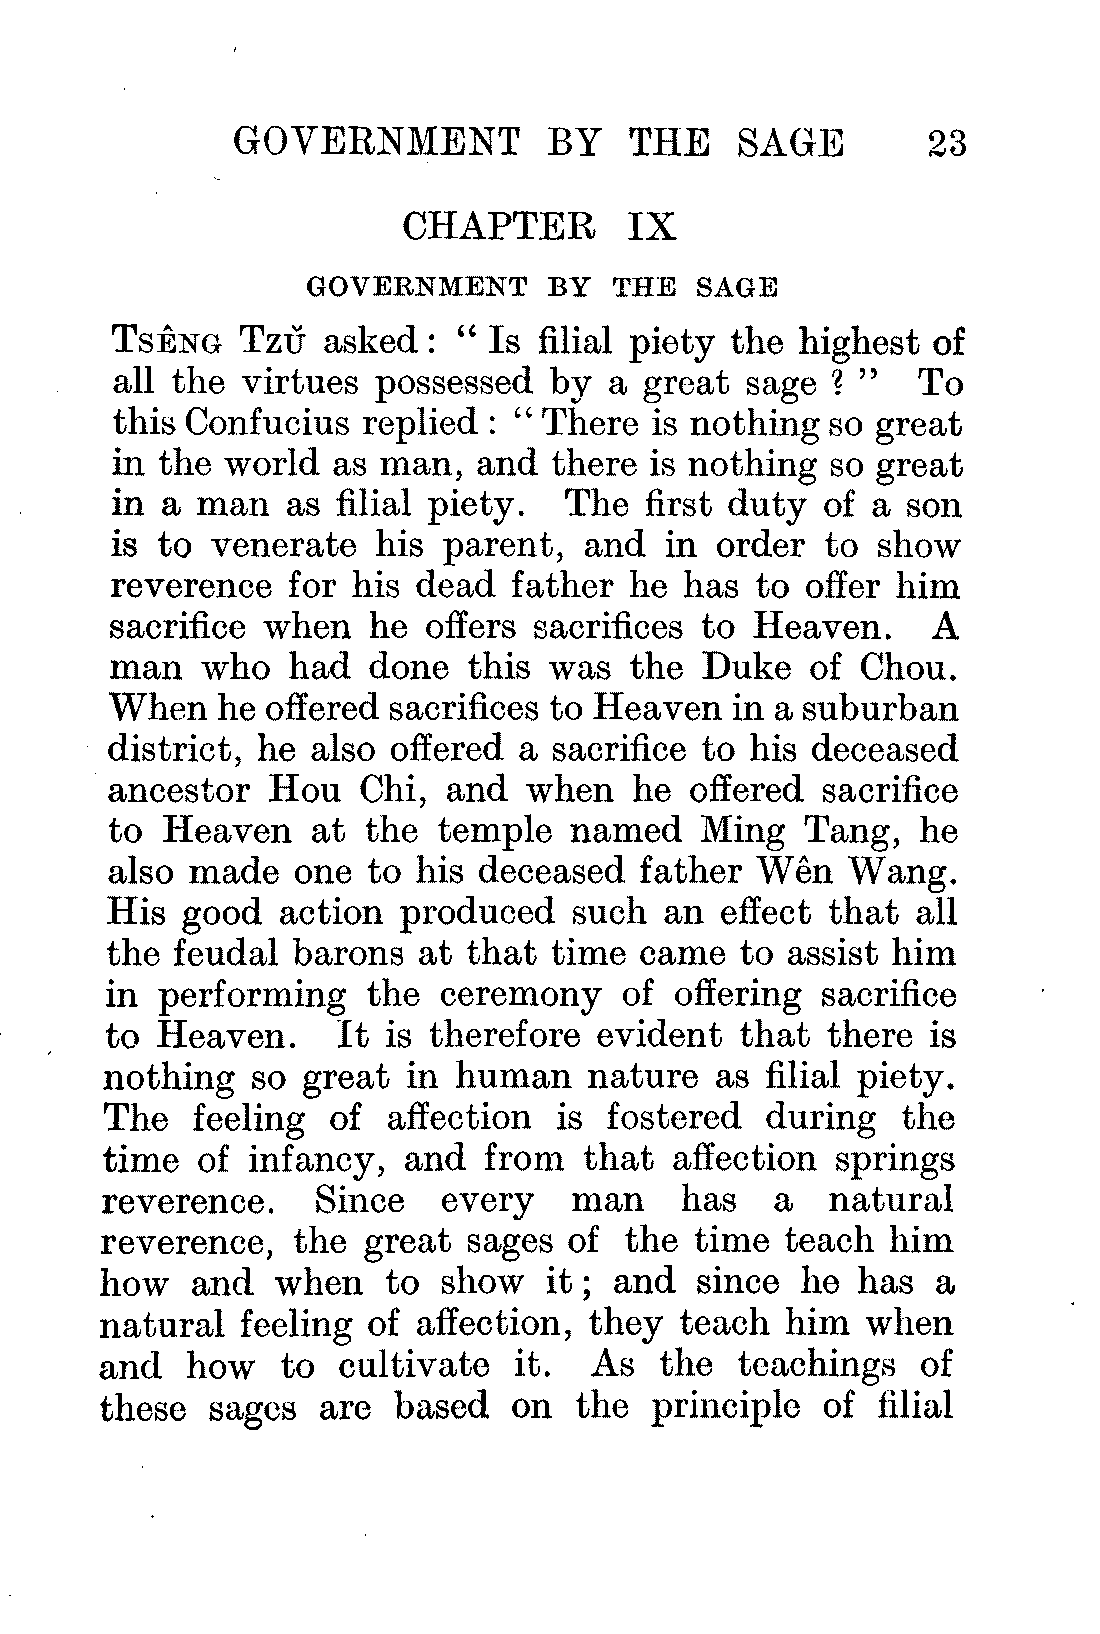 GOVERNMENT BY THE SAGE 23
CHAPTER IX
GOVERNMENT BY THE SAGE
TSÊNG TZŬ asked : “ Is filial piety the highest of
all the virtues possessed by a great sage ? ” To
this Confucius replied : “ There is nothing so great
in the world as man, and there is nothing so great
in a man as filial piety. The first duty of a son
is to venerate his parent, and in order to show
reverence for his dead father he has to offer him
sacrifice when he offers sacrifices to Heaven. A
man who had done this was the Duke of Chou.
When he offered sacrifices to Heaven in a suburban
district, he also offered a sacrifice to his deceased
ancestor Hou Chi, and when he offered sacrifice
to Heaven at the temple named Ming Tang, he
also made one to his deceased father Wên Wang.
His good action produced such an effect that all
the feudal barons at that time came to assist him
in performing the ceremony of offering sacrifice
to Heaven. It is therefore evident that there is
nothing so great in human nature as filial piety.
The feeling of affection is fostered during the
time of infancy, and from that affection springs
reverence. Since every man has a natural
reverence, the great sages of the time teach him
how and when to show it ; and since he has a
natural feeling of affection, they teach him when
and how to cultivate it. As the teachings of
these sages are based on the principle of filial